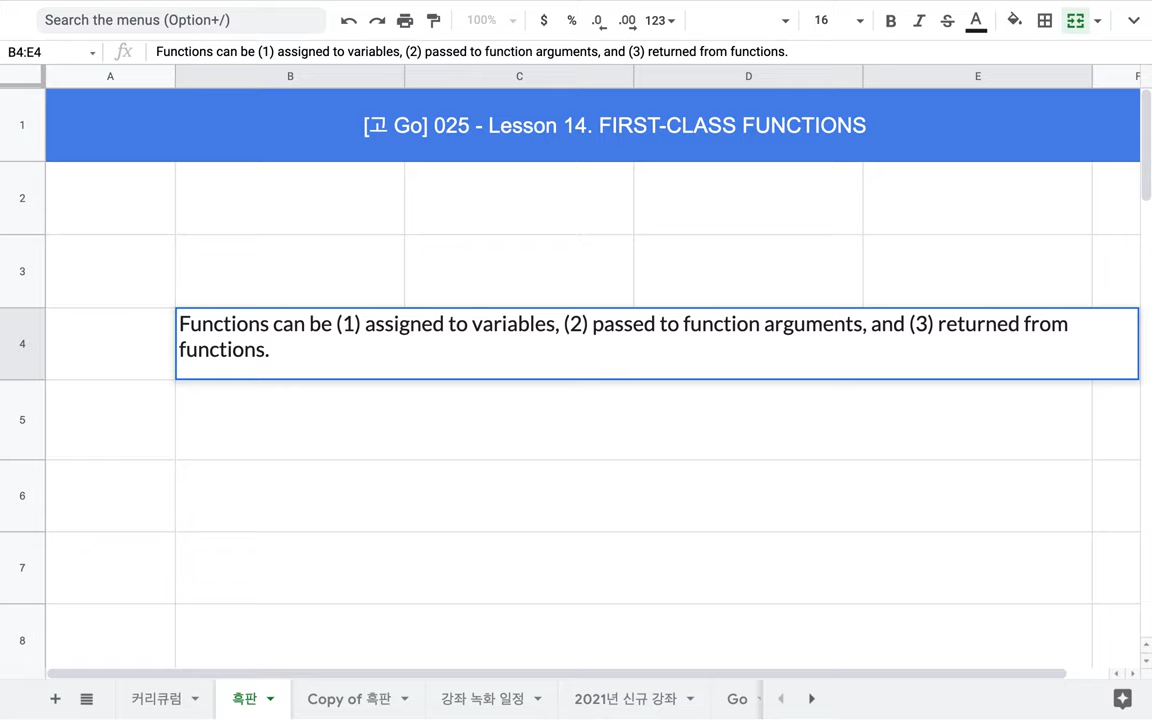 Search the menus (Option+/)
100%
$ % .0 .00 123
16
B I S A
B4:E4
fx
Functions can be (1) assigned to variables, (2) passed to function arguments, and (3) returned from functions.
A B C D E F
1
[고 Go] 025 - Lesson 14. FIRST-CLASS FUNCTIONS
2
3
4
Functions can be (1) assigned to variables, (2) passed to function arguments, and (3) returned from
functions.
5
6
7
8
커리큐럼
흑판
Copy of 흑판
강좌 녹화 일정
2021년 신규 강좌
Go